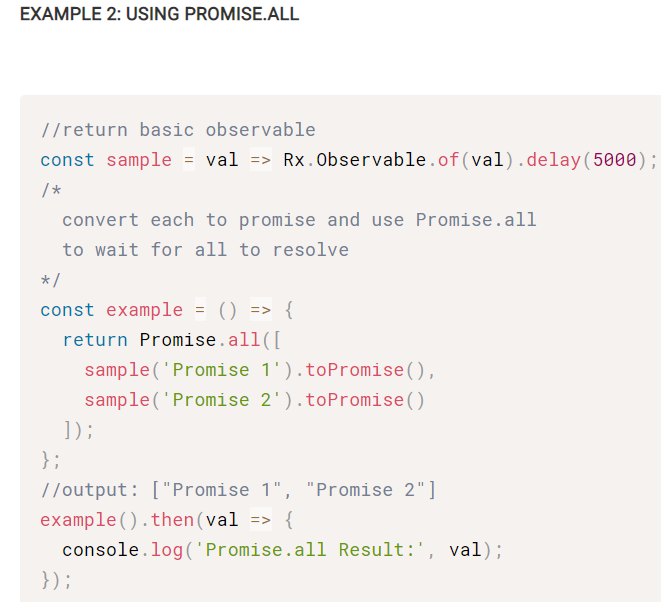 EXAMPLE 2: USING PROMISE.ALL
//return basic observable
const sample = val => Rx.Observable.of(val).delay(5000);
/*
  convert each to promise and use Promise.all
  to wait for all to resolve
*/
const example = () => {
  return Promise.all([
    sample('Promise 1').toPromise(),
    sample('Promise 2').toPromise()
  ]);
};
//output: ["Promise 1", "Promise 2"]
example().then(val => {
  console.log('Promise.all Result:', val);
});